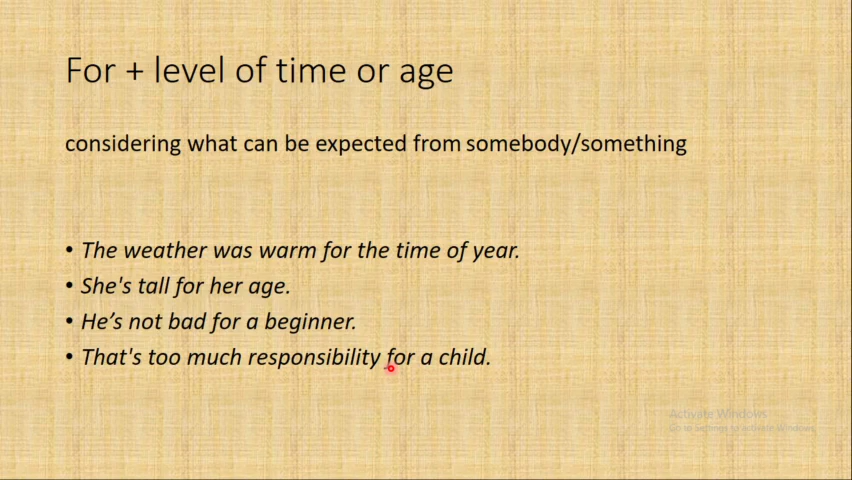 For + level of time or age
considering what can be expected from somebody/something
• The weather was warm for the time of year.
• She's tall for her age.
• He’s not bad for a beginner.
• That's too much responsibility for a child.
Activate Windows
Go to Settings to activate Windows.